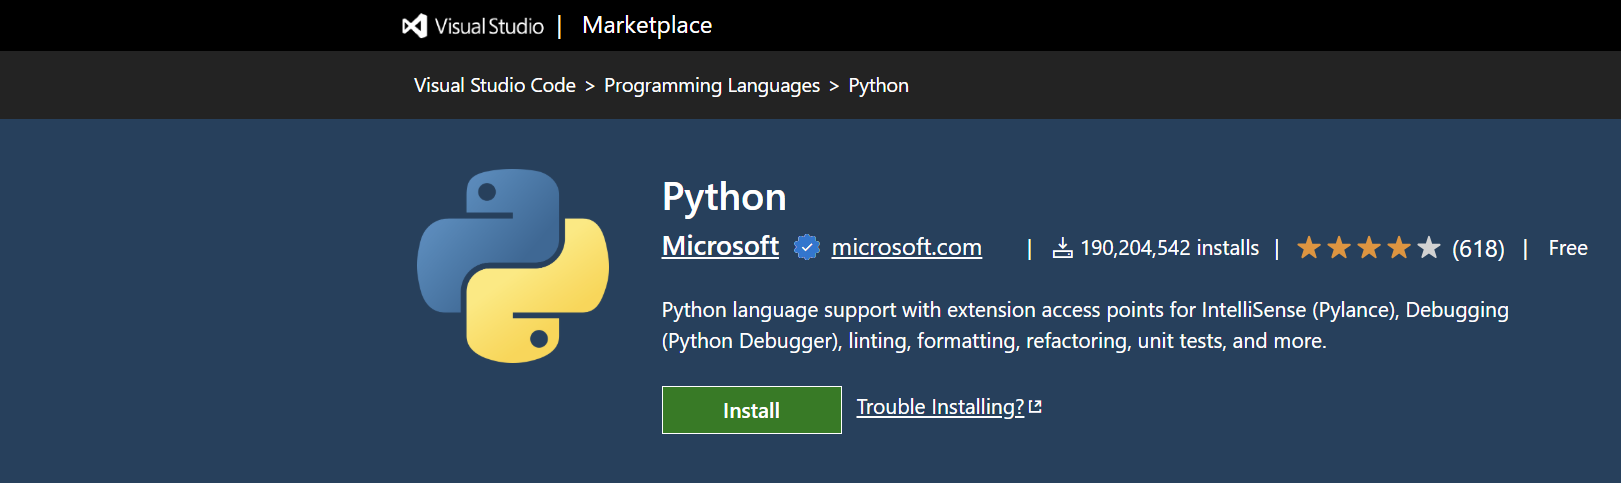 Visual Studio | Marketplace
Visual Studio Code > Programming Languages > Python
Python
Microsoft microsoft.com | 190,204,542 installs | (618) | Free
Python language support with extension access points for IntelliSense (Pylance), Debugging
(Python Debugger), linting, formatting, refactoring, unit tests, and more.
Install Trouble Installing?